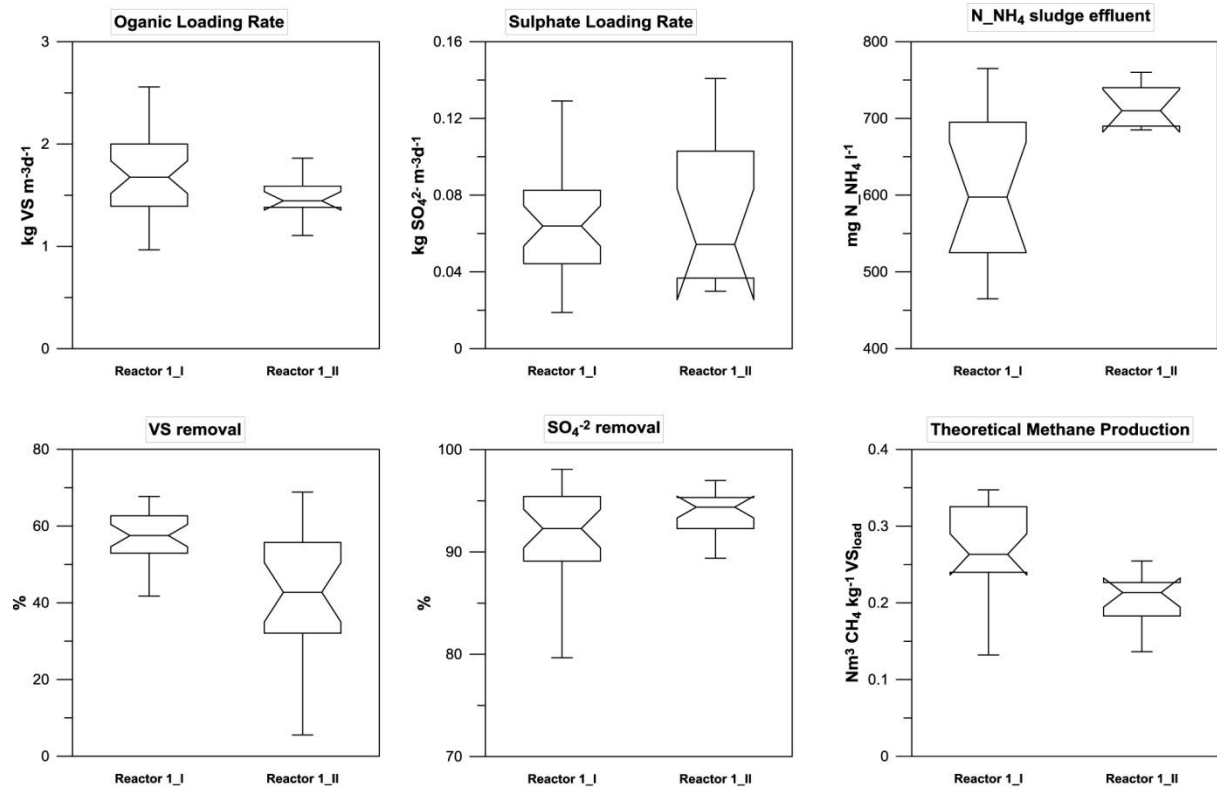 Oganic Loading Rate
kg VS m⁻³d⁻¹
3
2
1
0
Reactor 1_I
Reactor 1_II
Sulphate Loading Rate
kg SO₄²⁻ m⁻³d⁻¹
0.16
0.12
0.08
0.04
0
Reactor 1_I
Reactor 1_II
N_NH₄ sludge effluent
mg N_NH₄ l⁻¹
800
700
600
500
400
Reactor 1_I
Reactor 1_II
VS removal
%
80
60
40
20
0
Reactor 1_I
Reactor 1_II
SO₄⁻² removal
%
100
90
80
70
Reactor 1_I
Reactor 1_II
Theoretical Methane Production
Nm³ CH₄ kg⁻¹ VS_load
0.4
0.3
0.2
0.1
0
Reactor 1_I
Reactor 1_II